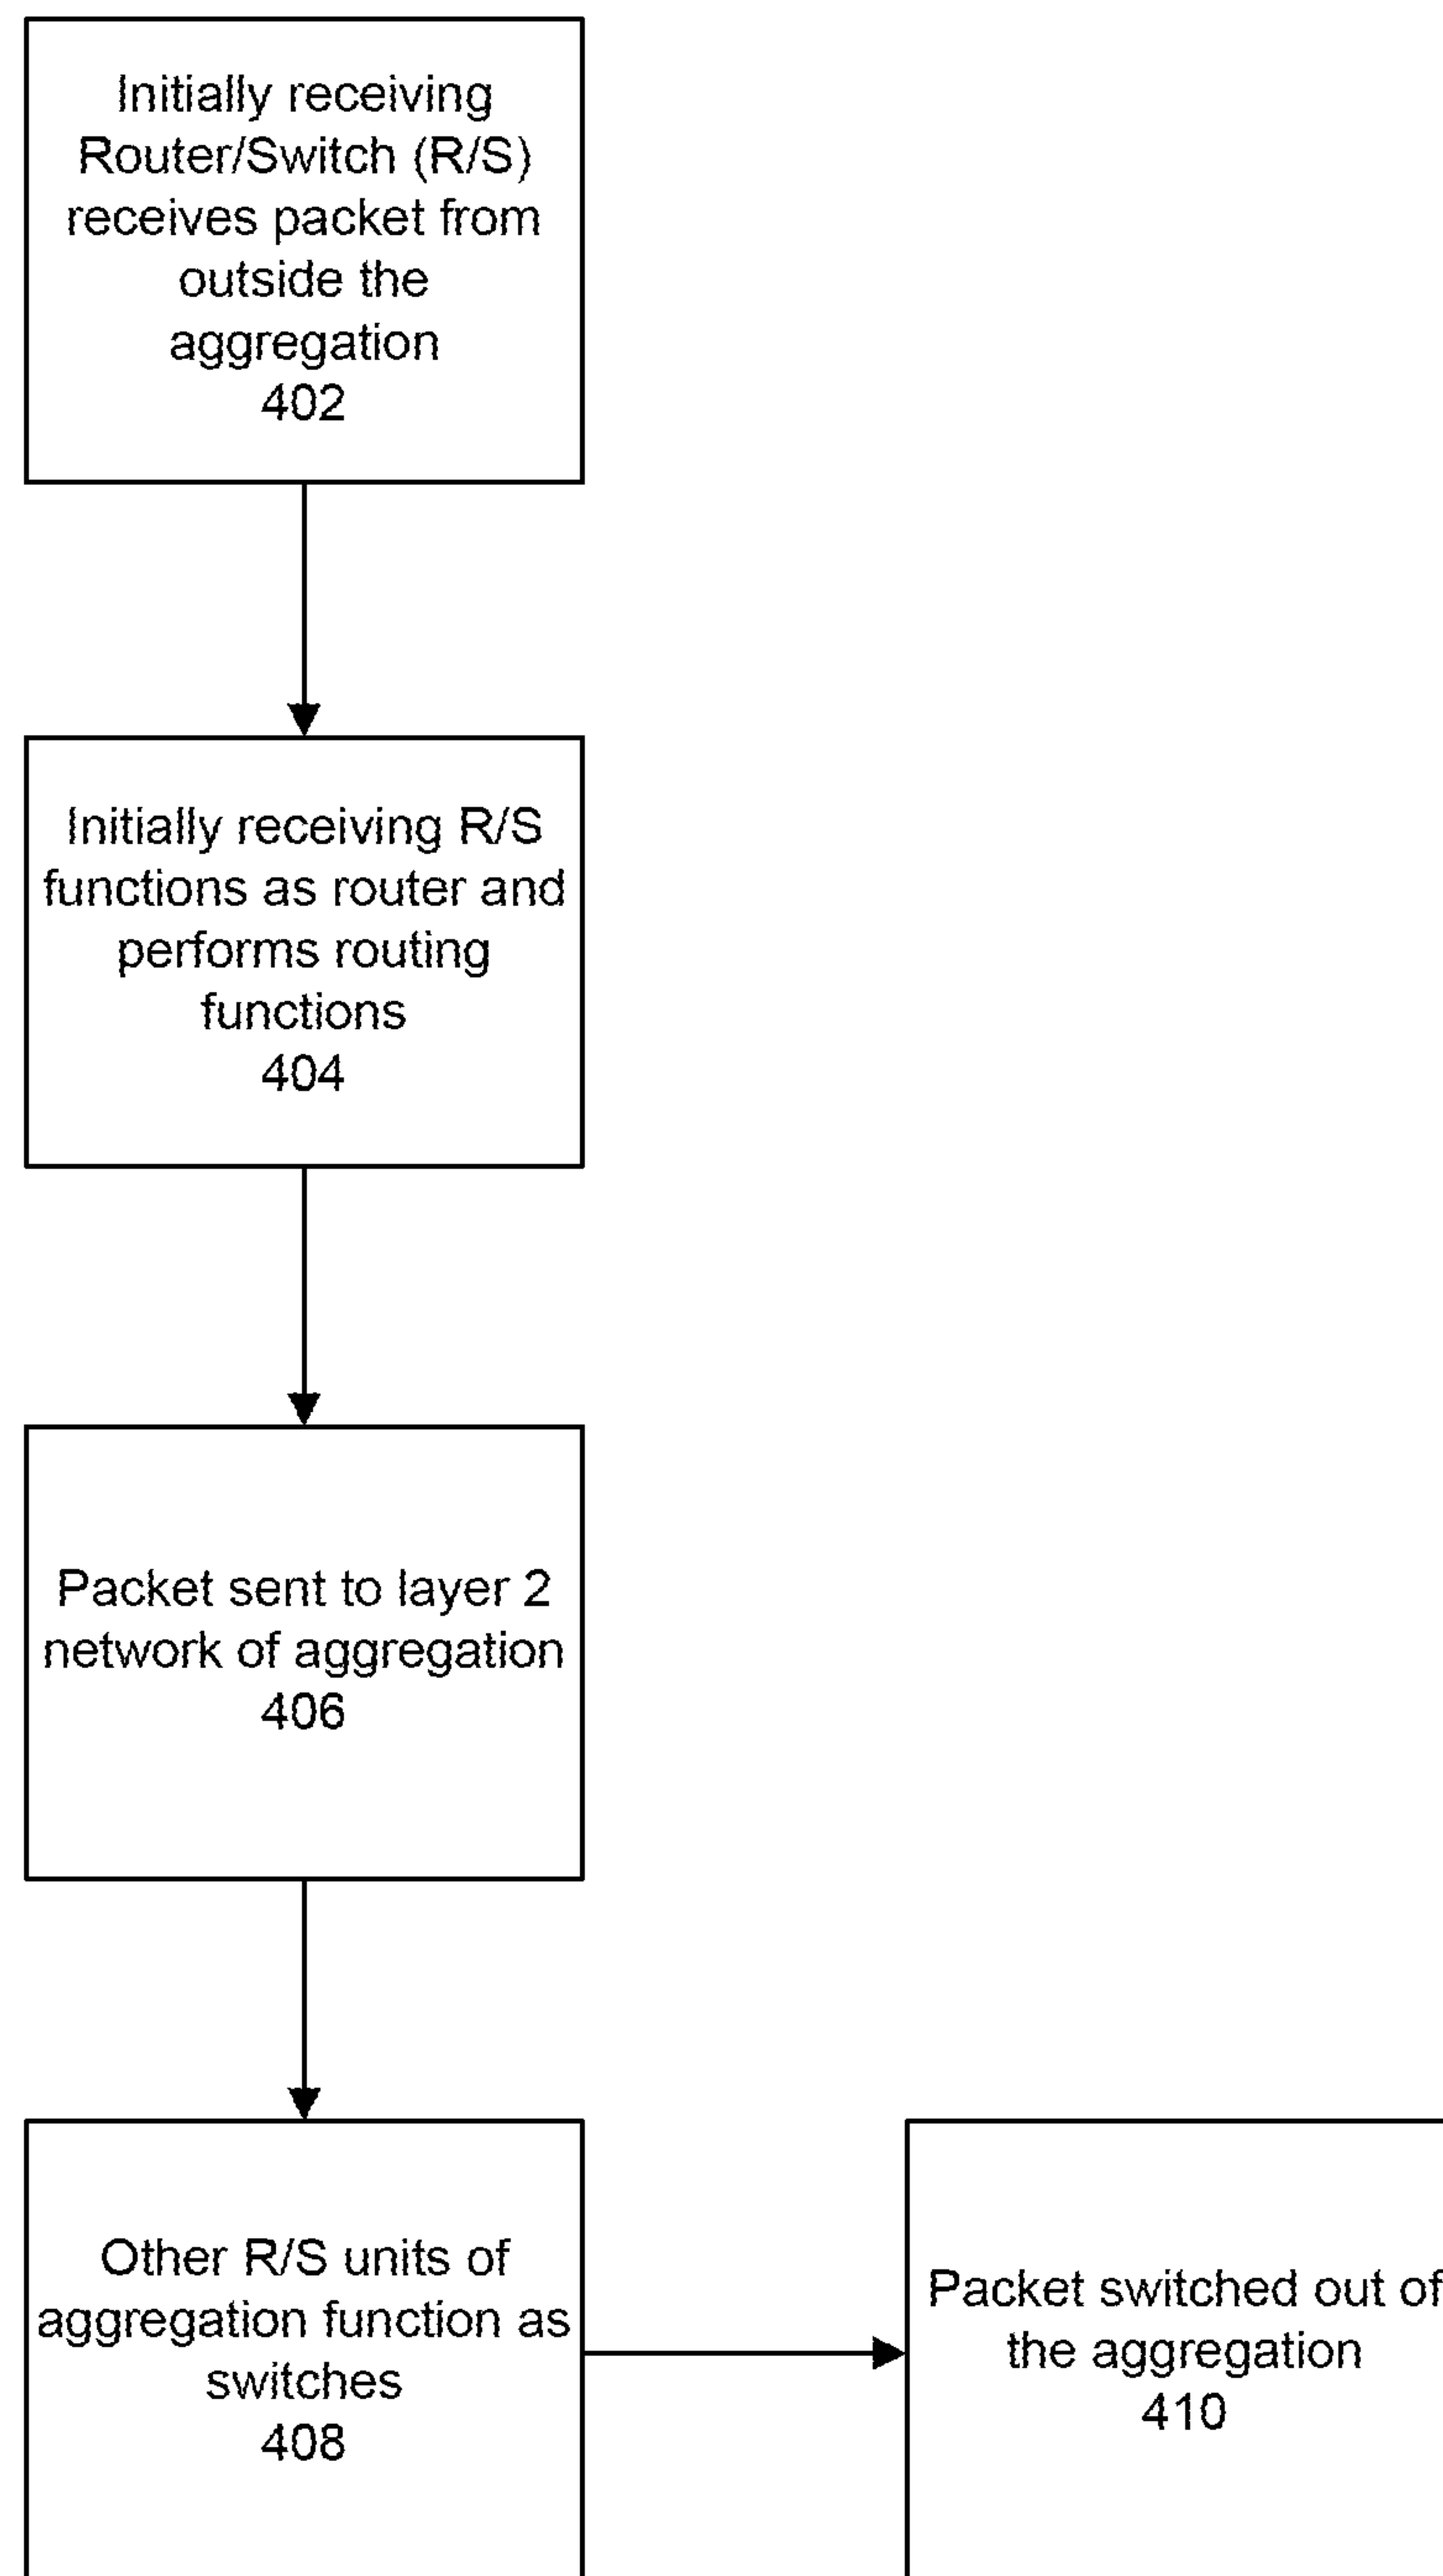 Initially receiving
Router/Switch (R/S)
receives packet from
outside the
aggregation
402
Initially receiving R/S
functions as router and
performs routing
functions
404
Packet sent to layer 2
network of aggregation
406
Other R/S units of
aggregation function as
switches
408
Packet switched out of
the aggregation
410